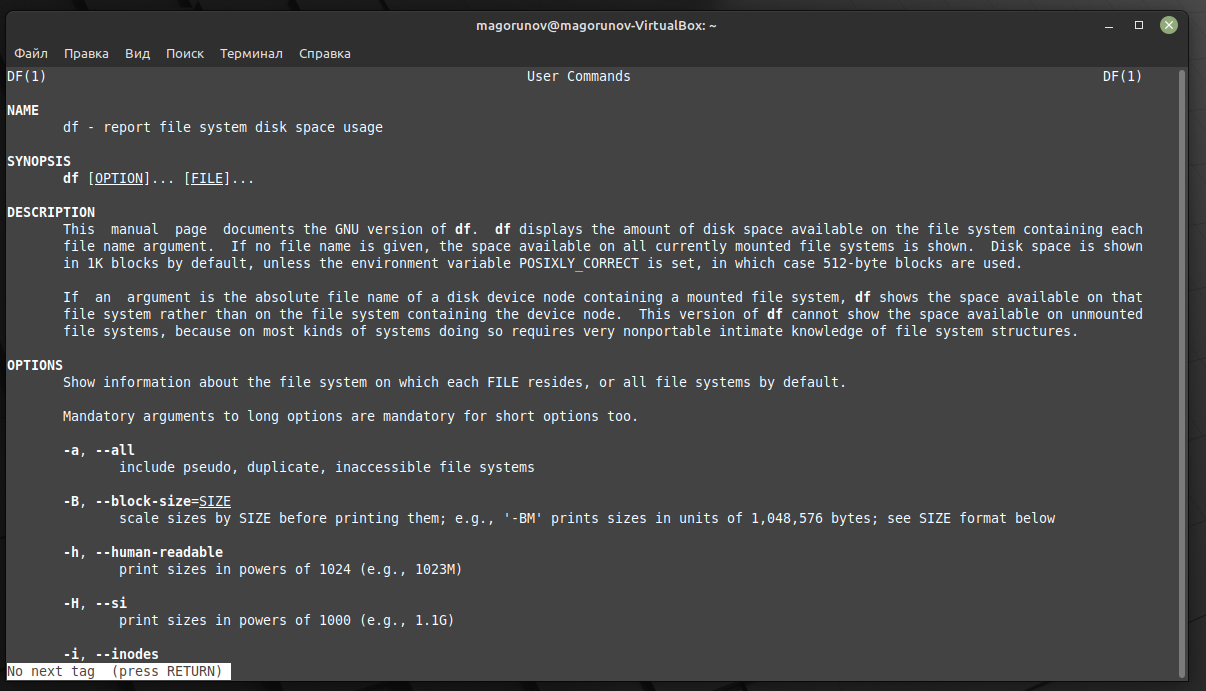 magorunov@magorunov-VirtualBox: ~
Файл Правка Вид Поиск Терминал Справка
DF(1) User Commands DF(1)
NAME
df - report file system disk space usage
SYNOPSIS
df [OPTION]... [FILE]...
DESCRIPTION
This manual page documents the GNU version of df. df displays the amount of disk space available on the file system containing each
file name argument. If no file name is given, the space available on all currently mounted file systems is shown. Disk space is shown
in 1K blocks by default, unless the environment variable POSIXLY_CORRECT is set, in which case 512-byte blocks are used.
If an argument is the absolute file name of a disk device node containing a mounted file system, df shows the space available on that
file system rather than on the file system containing the device node. This version of df cannot show the space available on unmounted
file systems, because on most kinds of systems doing so requires very nonportable intimate knowledge of file system structures.
OPTIONS
Show information about the file system on which each FILE resides, or all file systems by default.
Mandatory arguments to long options are mandatory for short options too.
-a, --all
include pseudo, duplicate, inaccessible file systems
-B, --block-size=SIZE
scale sizes by SIZE before printing them; e.g., '-BM' prints sizes in units of 1,048,576 bytes; see SIZE format below
-h, --human-readable
print sizes in powers of 1024 (e.g., 1023M)
-H, --si
print sizes in powers of 1000 (e.g., 1.1G)
-i, --inodes
No next tag (press RETURN)